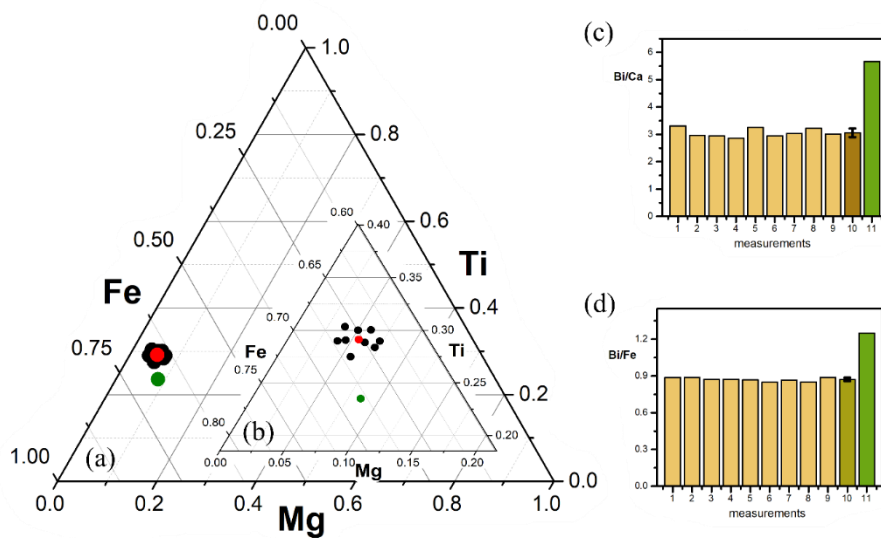 0.00
1.0
0.25
0.8
0.50
0.6
Fe
Ti
0.75
0.4
1.00
0.2
(a)
0.0
0.0
0.2
0.4
0.6
0.8
1.0
Mg
0.60
0.40
0.65
0.35
0.70
0.30
Fe
Ti
0.75
0.25
0.80
0.20
(b)
0.00
0.05
0.10
0.15
0.20
Mg
(c)
Bi/Ca
6
5
4
3
2
1
0
1 2 3 4 5 6 7 8 9 10 11
measurements
(d)
Bi/Fe
1.2
0.9
0.6
0.3
0.0
1 2 3 4 5 6 7 8 9 10 11
measurements